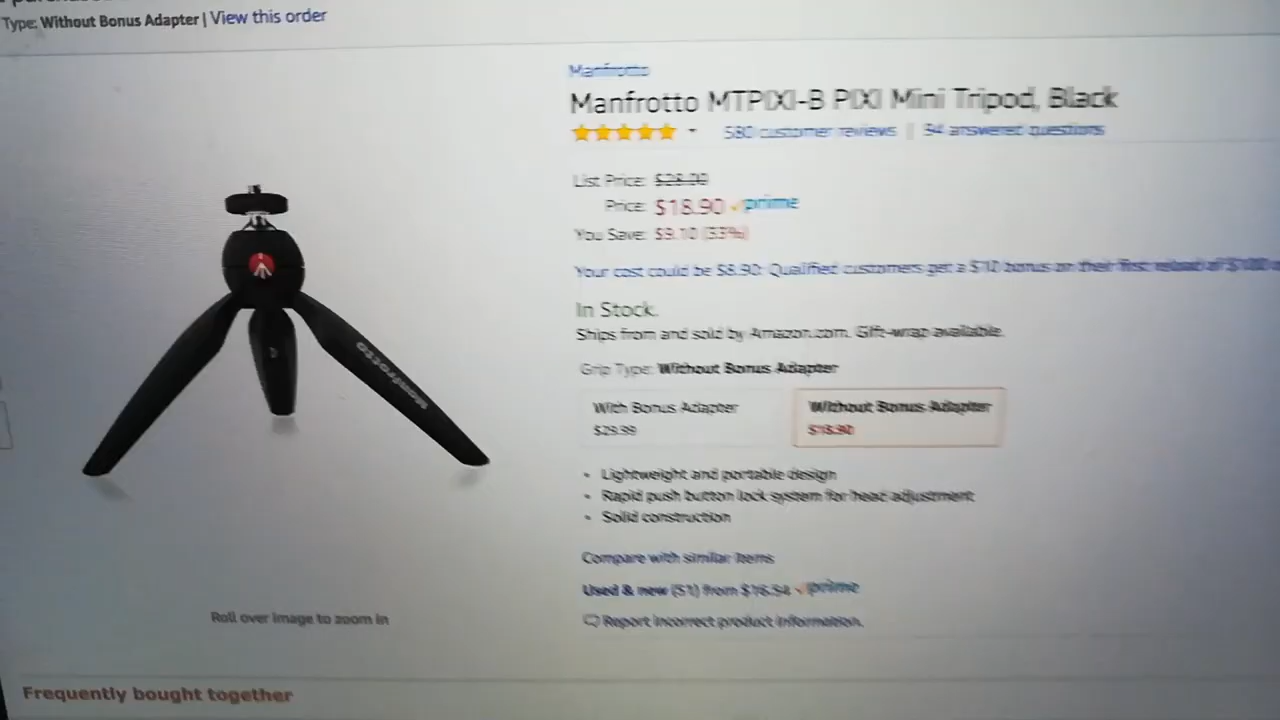 Type: Without Bonus Adapter | View this order
Manfrotto
Manfrotto MTPIXI-B PIXI Mini Tripod, Black
580 customer reviews | 54 answered questions
List Price:
Price: $18.90 prime
You Save: $9.10 (33%)
Your cost could be $8.90: Qualified customers get a $10 bonus on their first reload of $100
In Stock.
Ships from and sold by Amazon.com. Gift-wrap available.
Grip Type: Without Bonus Adapter
With Bonus Adapter
Without Bonus Adapter
$29.99
$18.90
Manfrotto
• Lightweight and portable design
• Rapid push button lock system for head adjustment
• Solid construction
Compare with similar items
Used & new (51) from $16.54 prime
Roll over image to zoom in
Report incorrect product information.
Frequently bought together